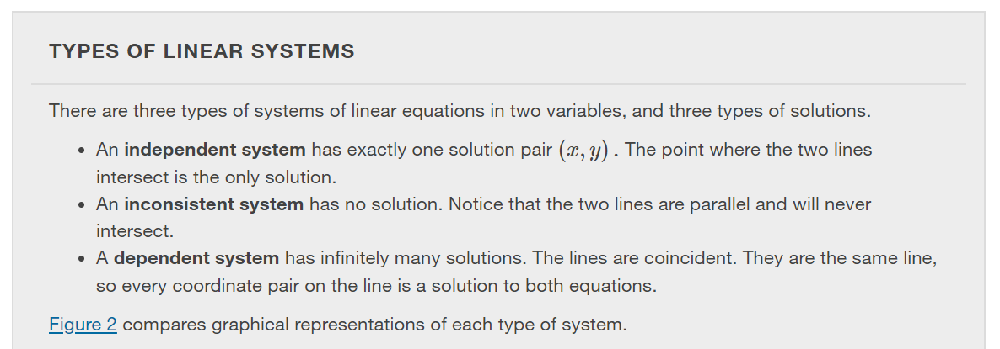 TYPES OF LINEAR SYSTEMS
There are three types of systems of linear equations in two variables, and three types of solutions.
• An independent system has exactly one solution pair (x, y). The point where the two lines
intersect is the only solution.
• An inconsistent system has no solution. Notice that the two lines are parallel and will never
intersect.
• A dependent system has infinitely many solutions. The lines are coincident. They are the same line,
so every coordinate pair on the line is a solution to both equations.
Figure 2 compares graphical representations of each type of system.